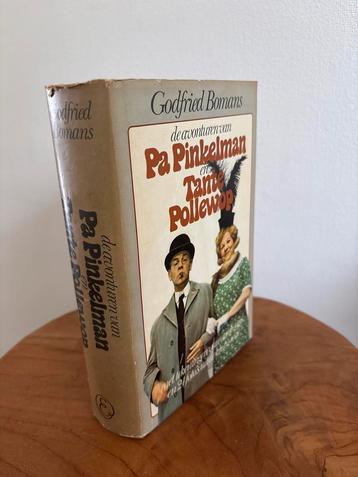 Godfried
Bomans
de avonturen van
Pa Pinkelman
Tante Pollewop
Godfried Bomans
de avonturen van
Pa Pinkelman
en
Tante
Pollewop